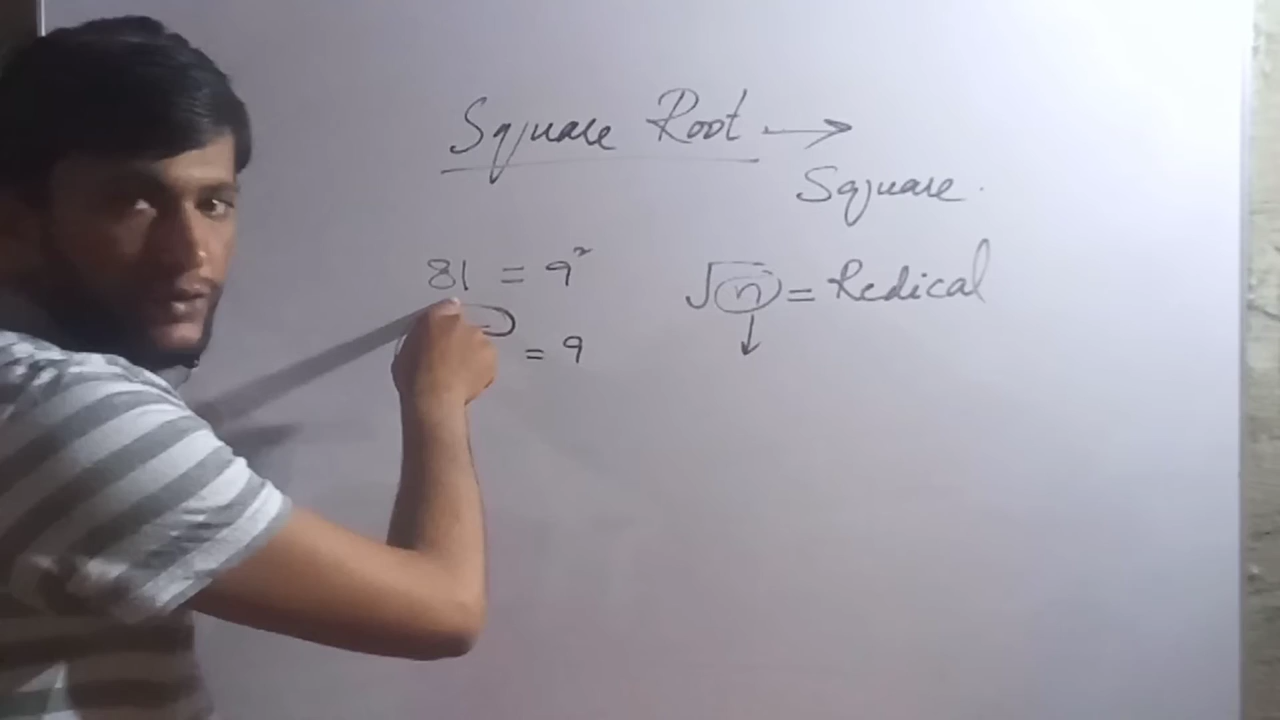 Square Root →
Square.
81 = 9²
√n = Redical
= 9